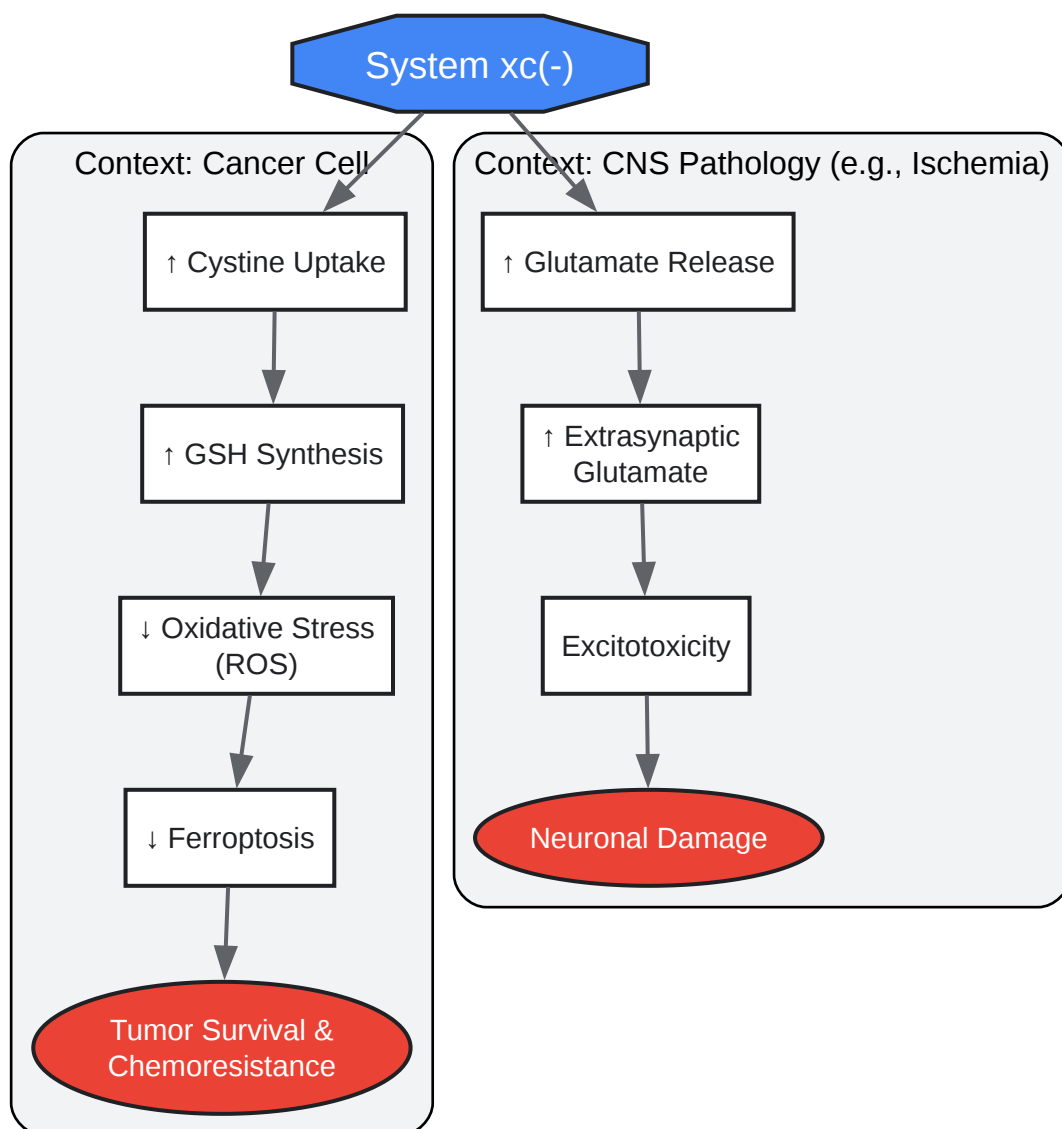 System xc(-)
Context: Cancer Cell
↑ Cystine Uptake
↑ GSH Synthesis
↓ Oxidative Stress
(ROS)
↓ Ferroptosis
Tumor Survival &
Chemoresistance
Context: CNS Pathology (e.g., Ischemia)
↑ Glutamate Release
↑ Extrasynaptic
Glutamate
Excitotoxicity
Neuronal Damage